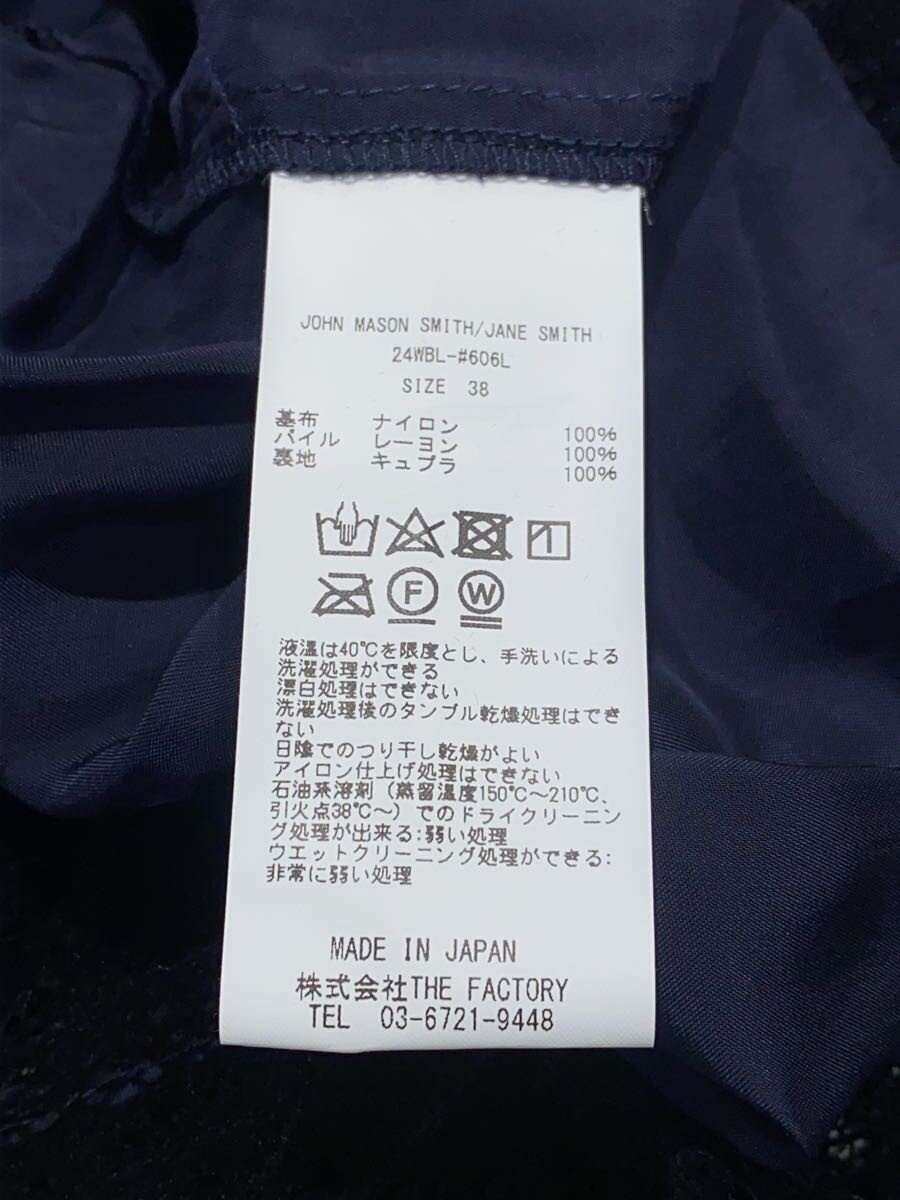 JOHN MASON SMITH/JANE SMITH
24WBL-#606L
SIZE 38
基布 ナイロン 100%
パイル レーヨン 100%
裏地 キュプラ 100%
F W
液温は40℃を限度とし、手洗いによる
洗濯処理ができる
漂白処理はできない
洗濯処理後のタンブル乾燥処理はでき
ない
日陰でのつり干し乾燥がよい
アイロン仕上げ処理はできない
石油系溶剤（蒸留温度150℃～210℃、
引火点38℃～）でのドライクリーニン
グ処理が出来る:弱い処理
ウエットクリーニング処理ができる:
非常に弱い処理
MADE IN JAPAN
株式会社THE FACTORY
TEL 03-6721-9448